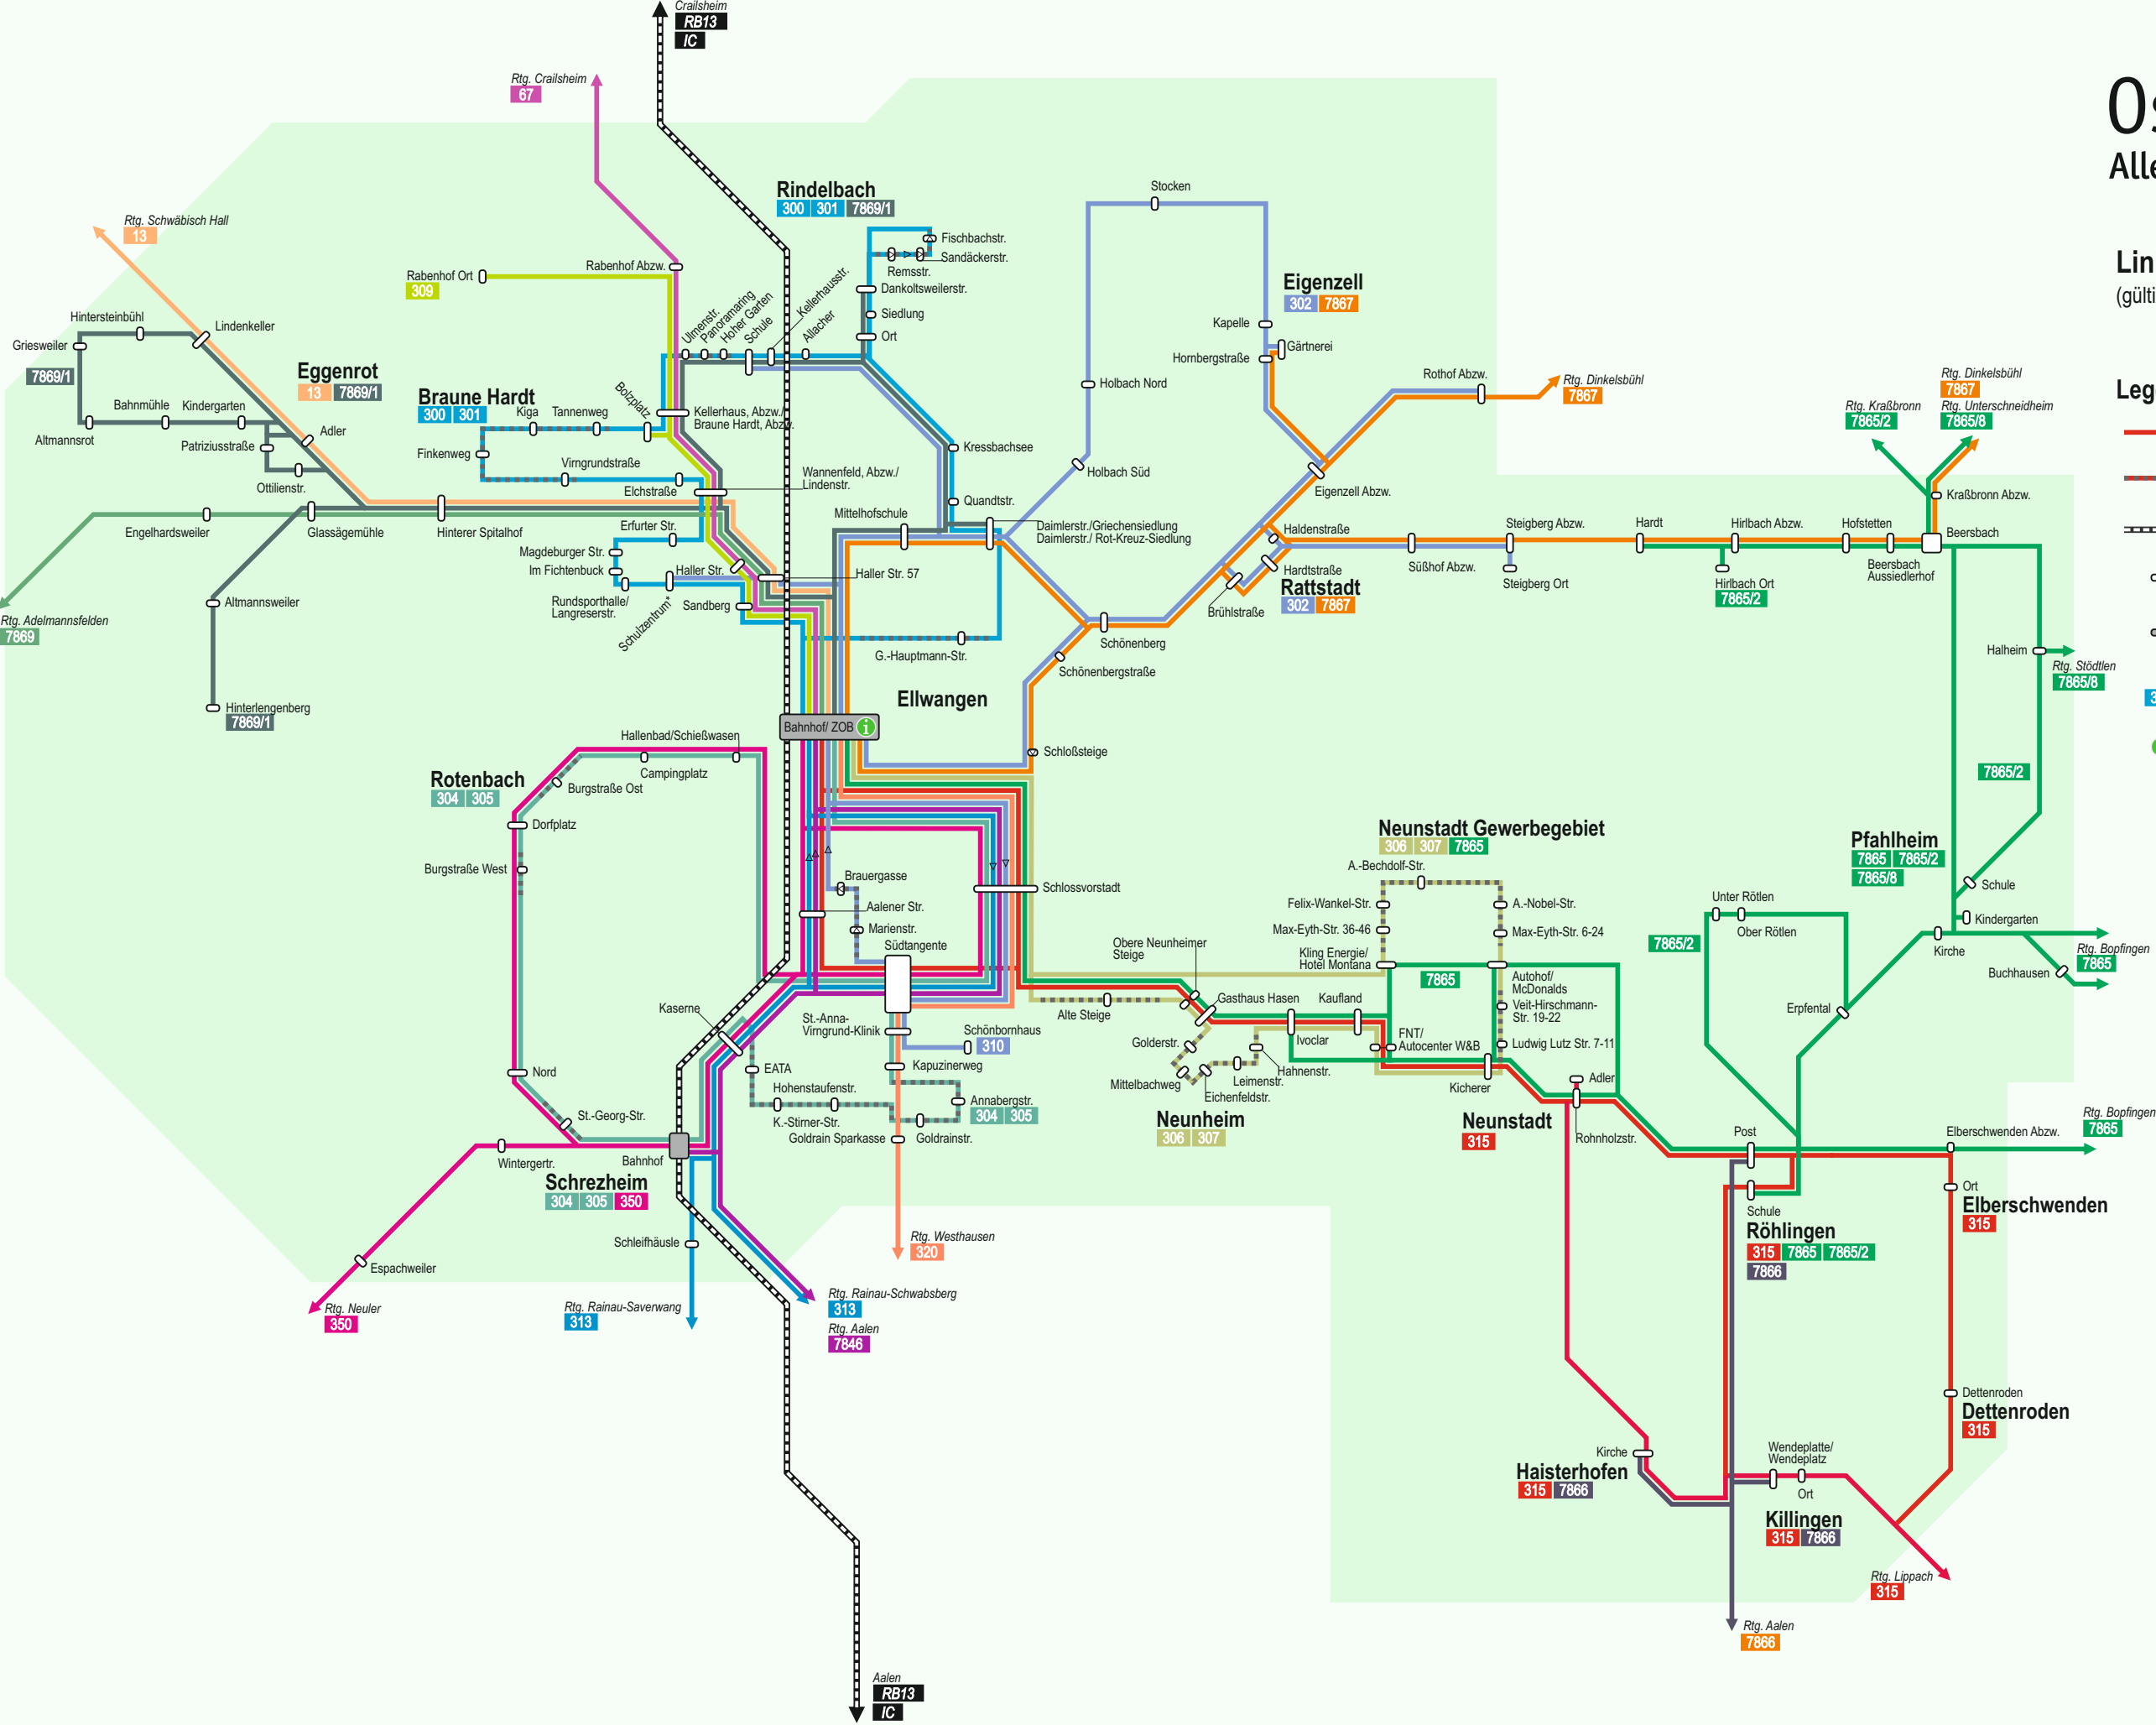 Crailsheim
RB13
IC
Rtg. Crailsheim
67
Os
Alle
Rtg. Schwäbisch Hall
13
Rindelbach
300 301 7869/1
Stocken
Fischbachstr.
Sandäckerstr.
Remsstr.
Dankoltsweilerstr.
Siedlung
Ort
Rabenhof Abzw.
Rabenhof Ort
309
Ulmenstr.
Panoramaring
Hoher Garten
Schule
Kellerhausstr.
Allacher
Eigenzell
302 7867
Kapelle
Gärtnerei
Hornbergstraße
Lin
(gülti
Leg
Hintersteinbühl
Lindenkeller
Griesweiler
7869/1
Eggenrot
13 7869/1
Bahnmühle
Kindergarten
Altmannsrot
Patriziusstraße
Adler
Ottilienstr.
Braune Hardt
300 301
Kiga
Tannenweg
Bolzplatz
Kellerhaus, Abzw./
Braune Hardt, Abzw.
Finkenweg
Virngrundstraße
Elchstraße
Wannenfeld, Abzw./
Lindenstr.
Holbach Nord
Holbach Süd
Kressbachsee
Quandtstr.
Rothof Abzw.
Rtg. Dinkelsbühl
7867
Rtg. Dinkelsbühl
7867
Rtg. Kraßbronn
7865/2
Rtg. Unterschneidheim
7865/8
Eigenzell Abzw.
Kraßbronn Abzw.
Engelhardsweiler
Glassägemühle
Hinterer Spitalhof
Erfurter Str.
Magdeburger Str.
Im Fichtenbuck
Haller Str.
Rundsporthalle/
Langreserstr.
Schulzentrum*
Sandberg
Haller Str. 57
Mittelhofschule
Daimlerstr./Griechensiedlung
Daimlerstr./ Rot-Kreuz-Siedlung
Haldenstraße
Hardtstraße
Rattstadt
302 7867
Brühlstraße
Süßhof Abzw.
Steigberg Abzw.
Steigberg Ort
Hardt
Hirlbach Abzw.
Hirlbach Ort
7865/2
Hofstetten
Beersbach
Aussiedlerhof
Beersbach
Rtg. Adelmannsfelden
7869
Altmannsweiler
Hinterlengenberg
7869/1
G.-Hauptmann-Str.
Schönenberg
Schönenbergstraße
Halheim
Rtg. Stödtlen
7865/8
3
Ellwangen
Bahnhof/ ZOB i
Schloßsteige
Hallenbad/Schießwasen
Campingplatz
Rotenbach
304 305
Burgstraße Ost
Dorfplatz
Burgstraße West
7865/2
Neunstadt Gewerbegebiet
306 307 7865
A.-Bechdolf-Str.
Pfahlheim
7865 7865/2
7865/8
Schule
Kindergarten
Kirche
Brauergasse
Aalener Str.
Marienstr.
Südtangente
Schlossvorstadt
Felix-Wankel-Str.
A.-Nobel-Str.
Max-Eyth-Str. 36-46
Max-Eyth-Str. 6-24
Kling Energie/
Hotel Montana
7865
Autohof/
McDonalds
Veit-Hirschmann-
Str. 19-22
Ludwig Lutz Str. 7-11
Unter Rötlen
Ober Rötlen
7865/2
Rtg. Bopfingen
7865
Buchhausen
Erpfental
Obere Neunheimer
Steige
Alte Steige
Gasthaus Hasen
Kaufland
Ivoclar
FNT/
Autocenter W&B
Kicherer
Golderstr.
Mittelbachweg
Eichenfeldstr.
Leimenstr.
Hahnenstr.
Neunheim
306 307
Kaserne
St.-Anna-
Virngrund-Klinik
Schönbornhaus
310
EATA
Kapuzinerweg
Hohenstaufenstr.
K.-Stirner-Str.
Annabergstr.
304 305
Goldrain Sparkasse
Goldrainstr.
Nord
St.-Georg-Str.
Wintergertr.
Bahnhof
Schrezheim
304 305 350
Neunstadt
315
Adler
Rohnholzstr.
Post
Schule
Röhlingen
315 7865 7865/2
7866
Rtg. Bopfingen
7865
Elberschwenden Abzw.
Ort
Elberschwenden
315
Schleifhäusle
Espachweiler
Rtg. Neuler
350
Rtg. Rainau-Saverwang
313
Rtg. Rainau-Schwabsberg
313
Rtg. Aalen
7846
Rtg. Westhausen
320
Dettenroden
Dettenroden
315
Kirche
Haisterhofen
315 7866
Wendeplatte/
Wendeplatz
Ort
Killingen
315 7866
Rtg. Lippach
315
Rtg. Aalen
7866
Aalen
RB13
IC